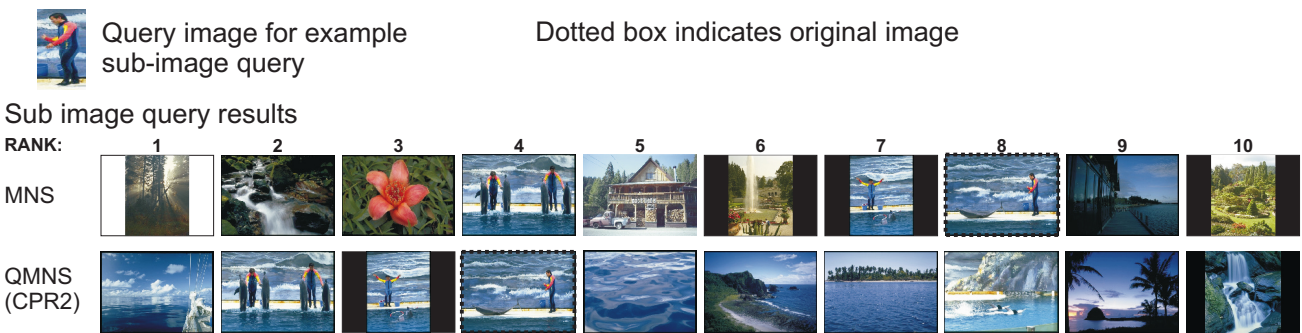 Query image for example
sub-image query
Dotted box indicates original image
Sub image query results
RANK: 1 2 3 4 5 6 7 8 9 10
MNS
QMNS
(CPR2)